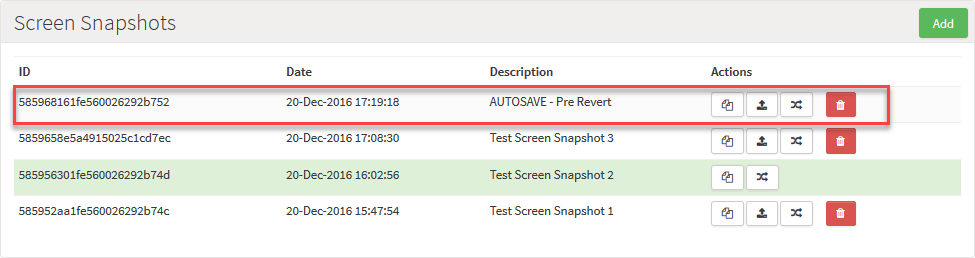 Screen Snapshots
Add
ID Date Description Actions
585968161fe560026292b752 20-Dec-2016 17:19:18 AUTOSAVE - Pre Revert
5859658e5a4915025c1cd7ec 20-Dec-2016 17:08:30 Test Screen Snapshot 3
585956301fe560026292b74d 20-Dec-2016 16:02:56 Test Screen Snapshot 2
585952aa1fe560026292b74c 20-Dec-2016 15:47:54 Test Screen Snapshot 1